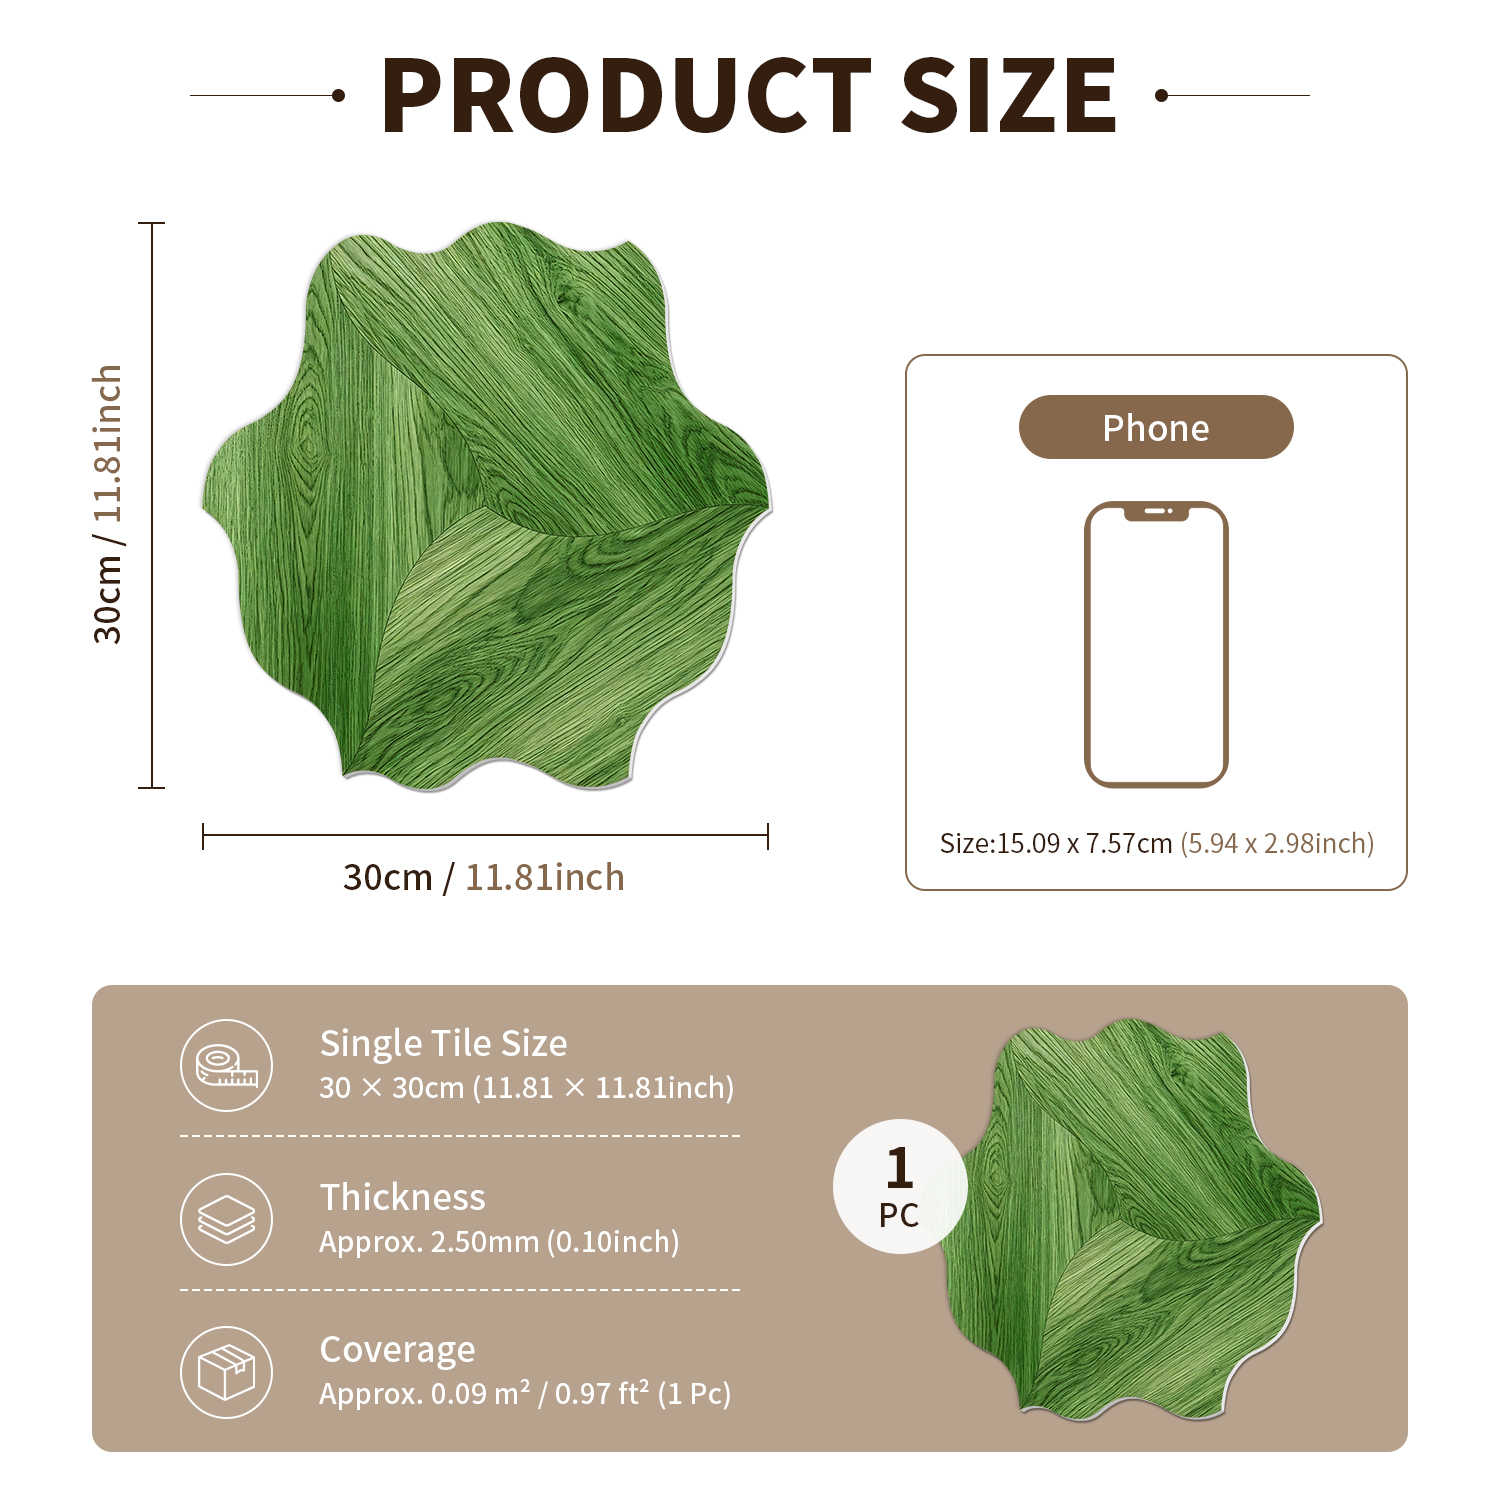 PRODUCT SIZE
30cm / 11.81inch
30cm / 11.81inch
Phone
Size:15.09 x 7.57cm (5.94 x 2.98inch)
Single Tile Size
30 × 30cm (11.81 × 11.81inch)
Thickness
Approx. 2.50mm (0.10inch)
Coverage
Approx. 0.09 m² / 0.97 ft² (1 Pc)
1
PC